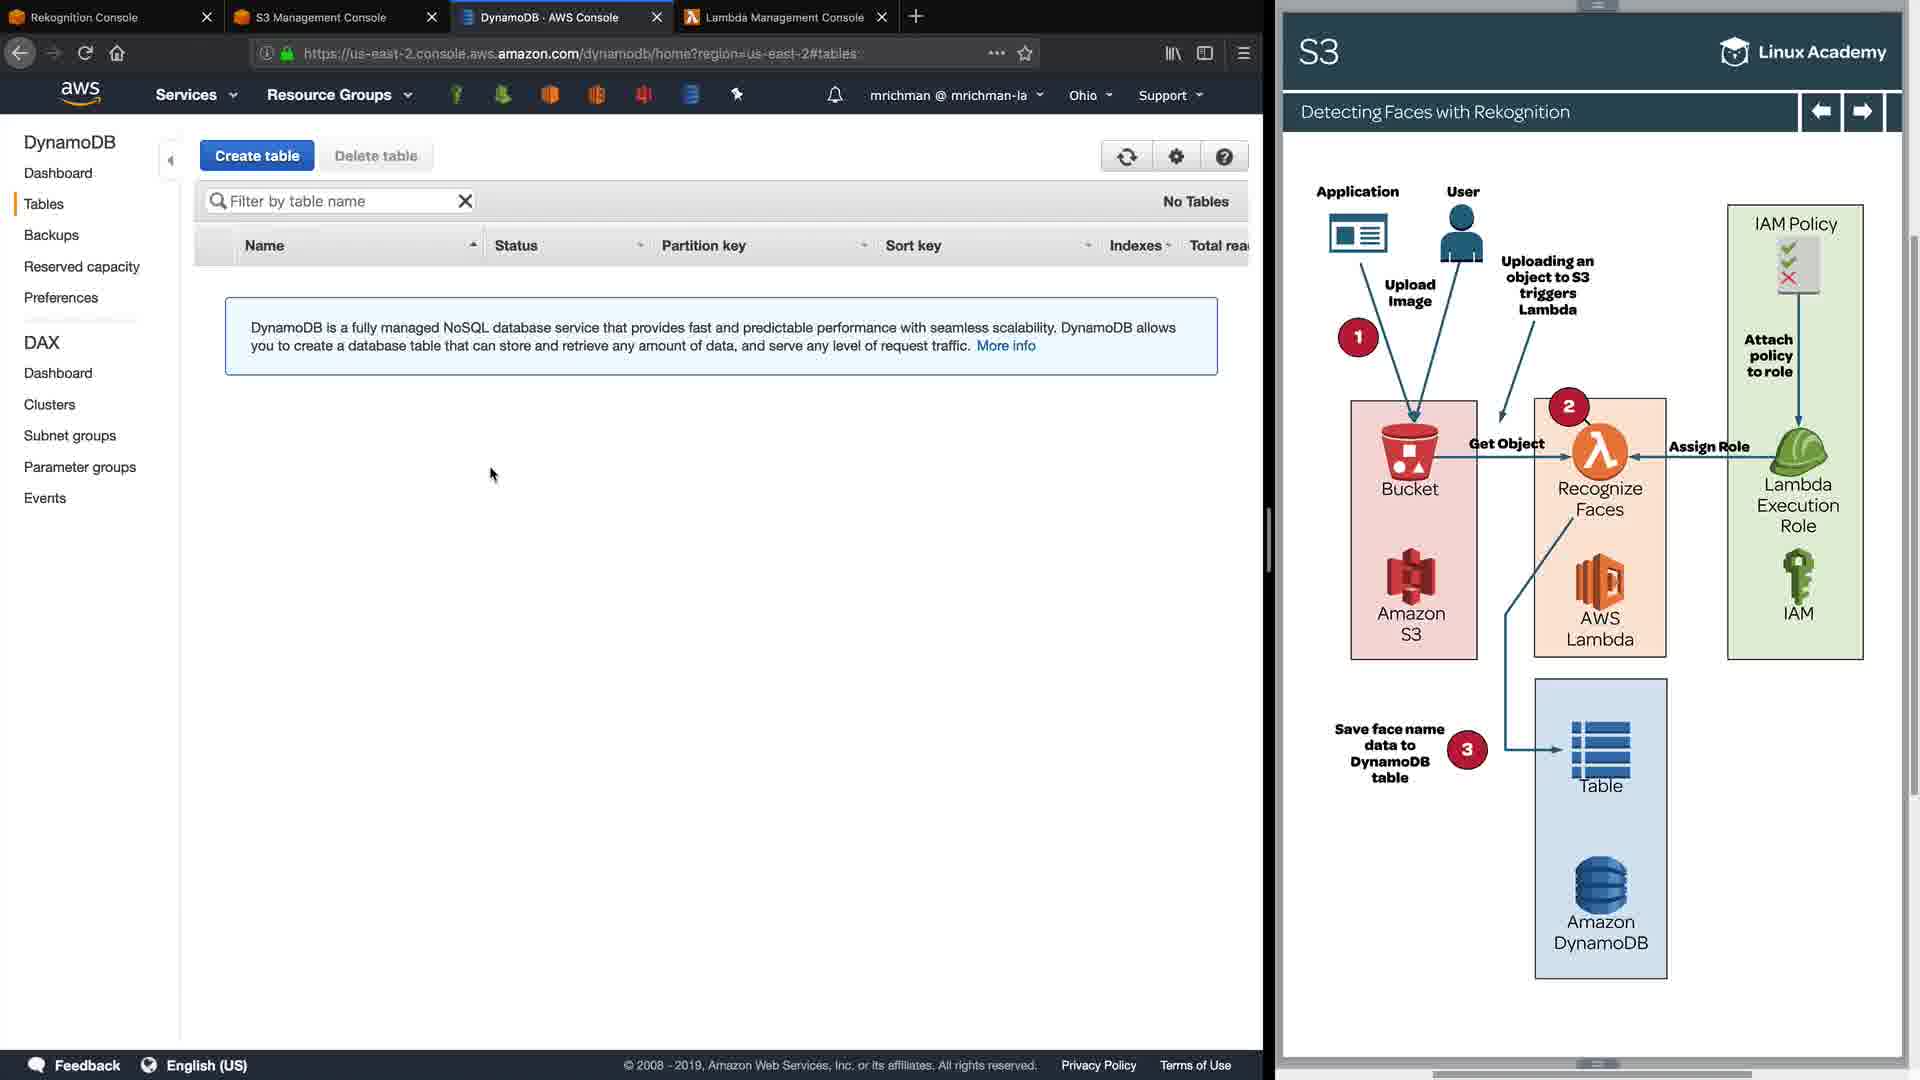 Rekognition Console
S3 Management Console
DynamoDB · AWS Console
Lambda Management Console
https://us-east-2.console.aws.amazon.com/dynamodb/home?region=us-east-2#tables:
aws
Services
Resource Groups
mrichman @ mrichman-la
Ohio
Support
DynamoDB
Dashboard
Tables
Backups
Reserved capacity
Preferences
DAX
Dashboard
Clusters
Subnet groups
Parameter groups
Events
Create table
Delete table
Filter by table name
No Tables
Name
Status
Partition key
Sort key
Indexes
Total rea
DynamoDB is a fully managed NoSQL database service that provides fast and predictable performance with seamless scalability. DynamoDB allows
you to create a database table that can store and retrieve any amount of data, and serve any level of request traffic. More info
Feedback
English (US)
© 2008 - 2019, Amazon Web Services, Inc. or its affiliates. All rights reserved.
Privacy Policy
Terms of Use
S3
Linux Academy
Detecting Faces with Rekognition
Application
User
Upload
Image
Uploading an
object to S3
triggers
Lambda
IAM Policy
1
Attach
policy
to role
2
Get Object
Assign Role
Bucket
Recognize
Faces
Lambda
Execution
Role
Amazon
S3
AWS
Lambda
IAM
Save face name
data to
DynamoDB
table
3
Table
Amazon
DynamoDB